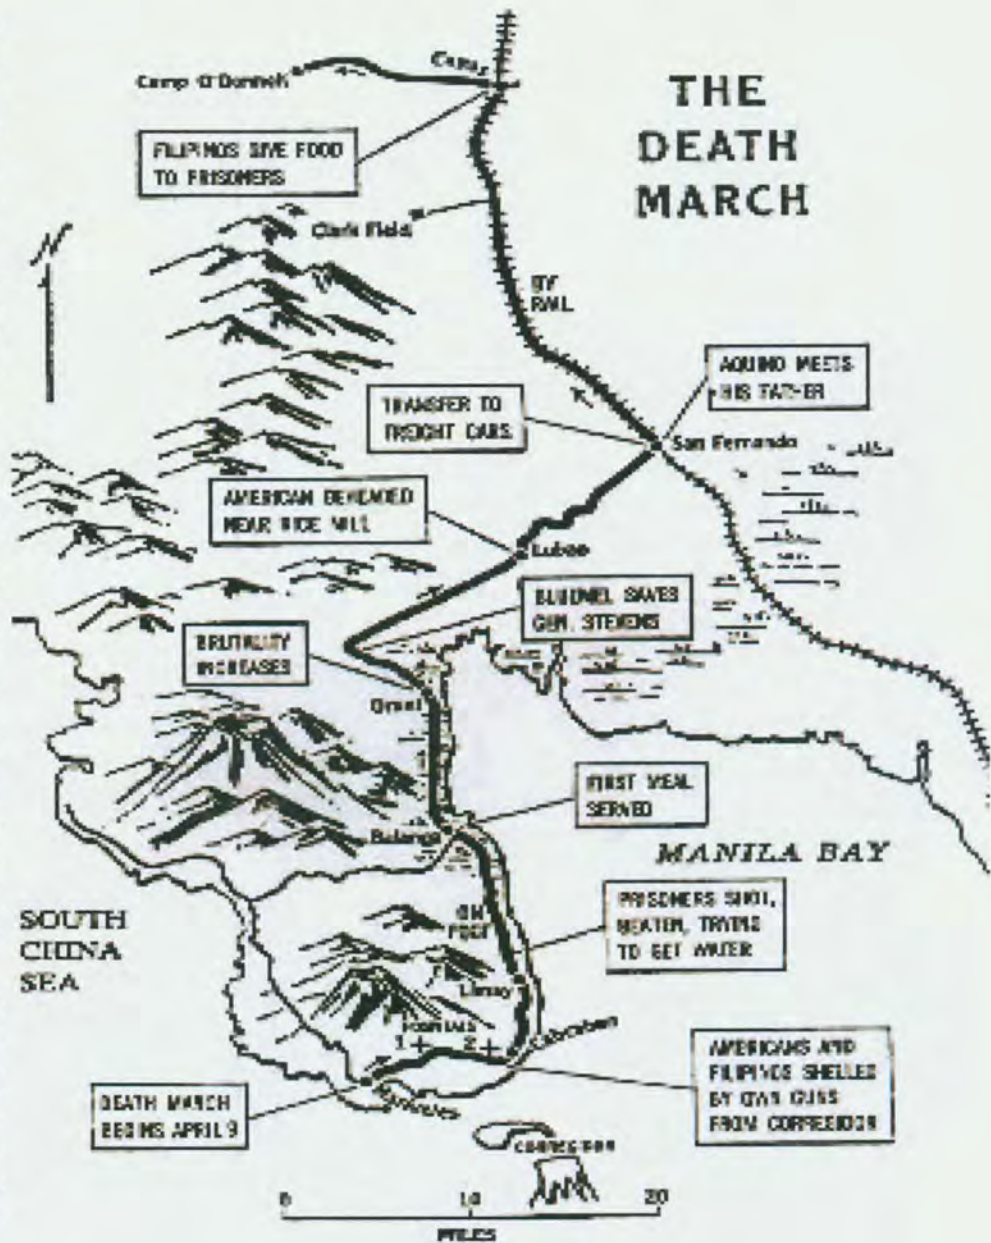 THE
DEATH
MARCH
Camp O'Donnell
Capas
FILIPINOS GIVE FOOD
TO PRISONERS
Clark Field
N
BY
RAIL
AQUINO MEETS
HIS FATHER
TRANSFER TO
FREIGHT CARS
San Fernando
AMERICAN BEHEADED
NEAR RICE MILL
Lubao
BLUEMEL SAVES
GEN. STEVENS
BRUTALITY
INCREASES
Orani
FIRST MEAL
SERVED
Balanga
MANILA BAY
SOUTH
CHINA
SEA
ON
FOOT
PRISONERS SHOT,
BEATEN, TRYING
TO GET WATER
Limay
HOSPITALS
1
2
Cabcaben
AMERICANS AND
FILIPINOS SHELLED
BY OWN GUNS
FROM CORREGIDOR
DEATH MARCH
BEGINS APRIL 9
Mariveles
CORREGIDOR
0 10 20
MILES